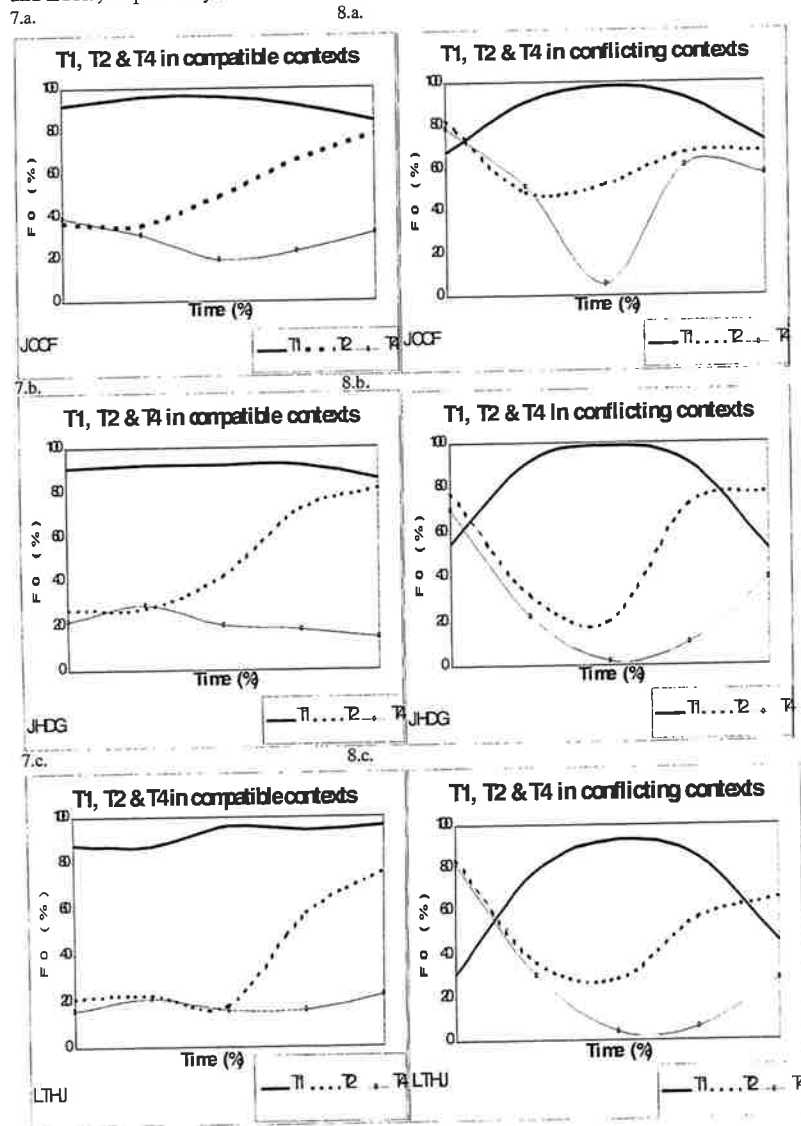 7.a.
8.a.
T1, T2 & T4 in compatible contexts
100
80
60
40
20
0
F0 (%)
Time (%)
JCCF
T1 T2 T4
T1, T2 & T4 in conflicting contexts
100
80
60
40
20
0
F0 (%)
Time (%)
JCCF
T1 T2 T4
7.b.
8.b.
T1, T2 & T4 in compatible contexts
100
80
60
40
20
0
F0 (%)
Time (%)
JHDG
T1 T2 T4
T1, T2 & T4 In conflicting contexts
100
80
60
40
20
0
F0 (%)
Time (%)
JHDG
T1 T2 T4
7.c.
8.c.
T1, T2 & T4 in compatible contexts
100
80
60
40
20
0
F0 (%)
Time (%)
LTHJ
T1 T2 T4
T1, T2 & T4 in conflicting contexts
100
80
60
40
20
0
F0 (%)
Time (%)
LTHJ
T1 T2 T4